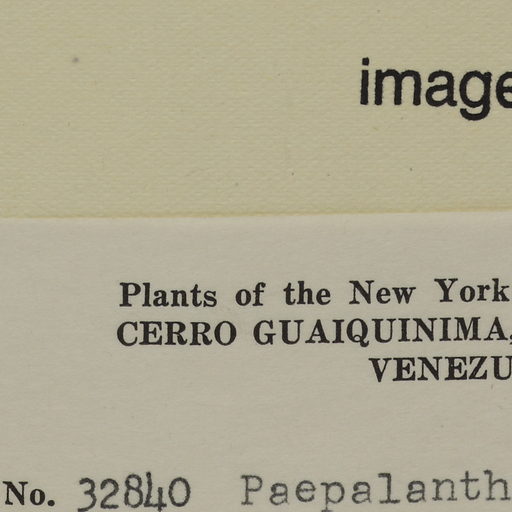 image
Plants of the New York
CERRO GUAIQUINIMA,
VENEZU
No. 32840 Paepalanth